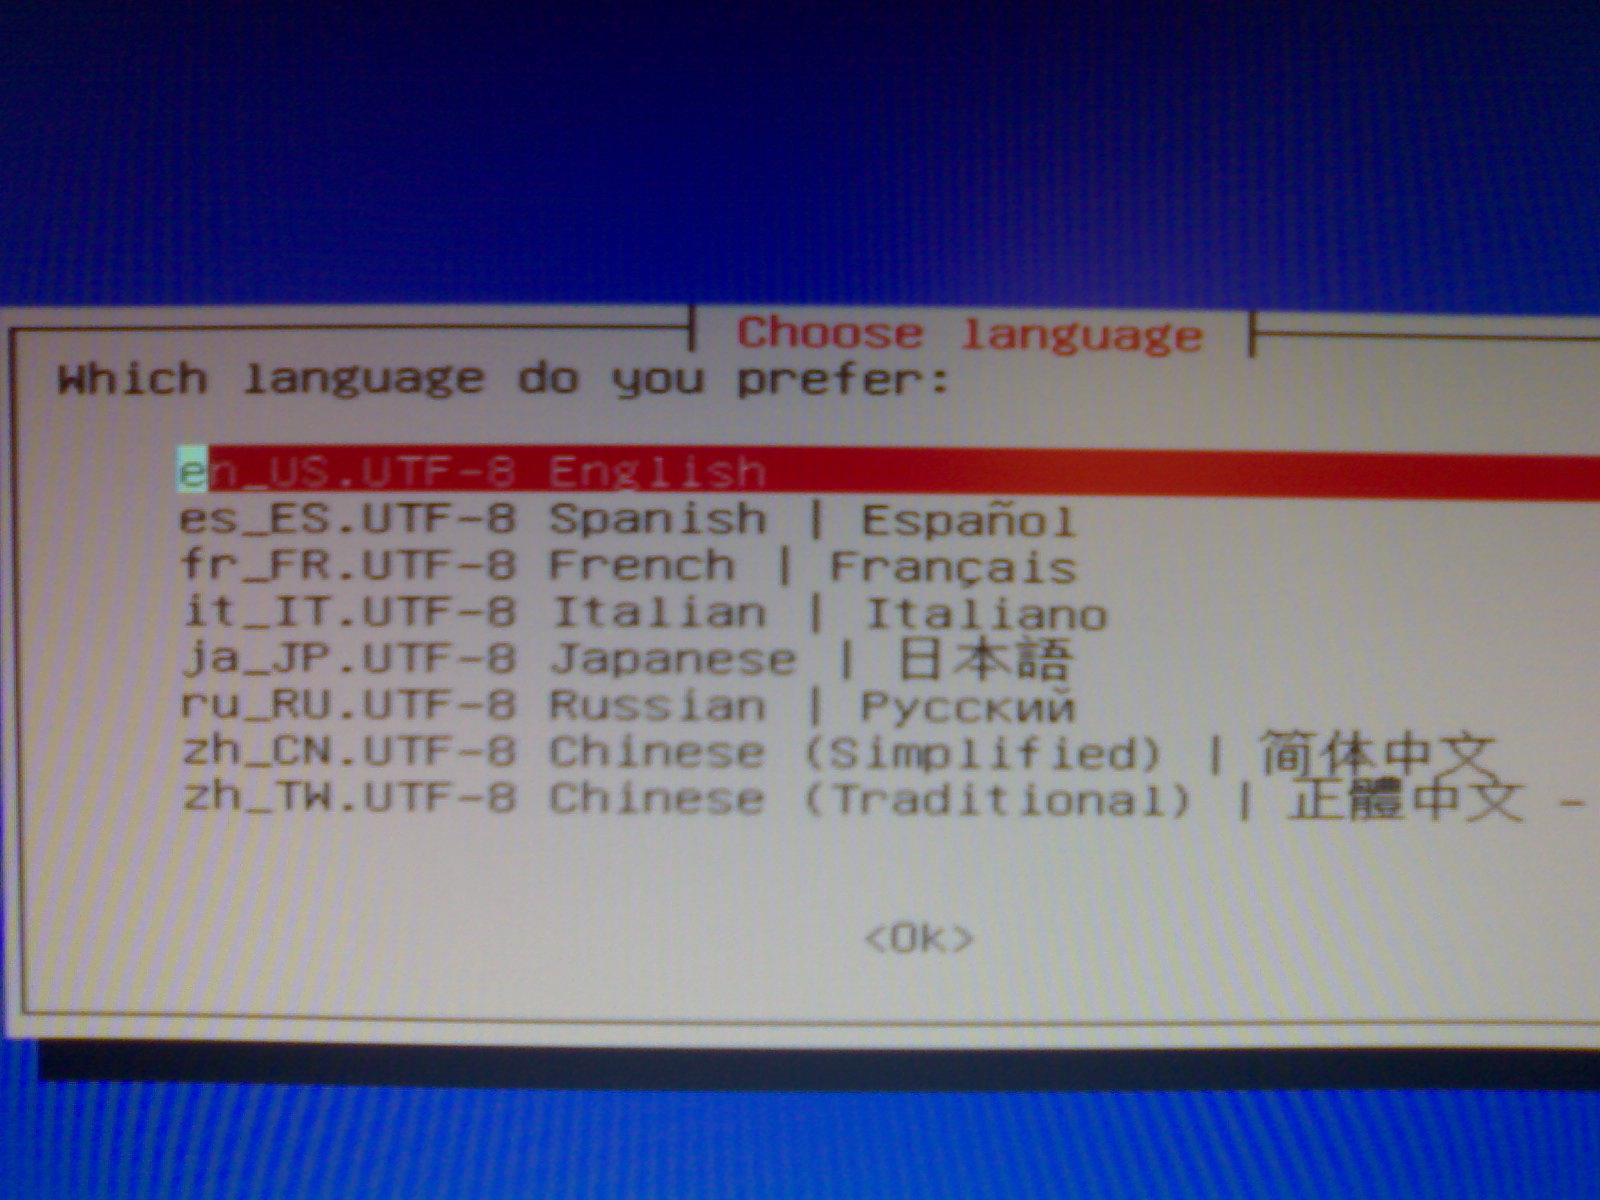 Choose language
Which language do you prefer:
en_US.UTF-8 English
es_ES.UTF-8 Spanish | Español
fr_FR.UTF-8 French | Français
it_IT.UTF-8 Italian | Italiano
ja_JP.UTF-8 Japanese | 日本語
ru_RU.UTF-8 Russian | Русский
zh_CN.UTF-8 Chinese (Simplified) | 简体中文
zh_TW.UTF-8 Chinese (Traditional) | 正體中文 -
<Ok>